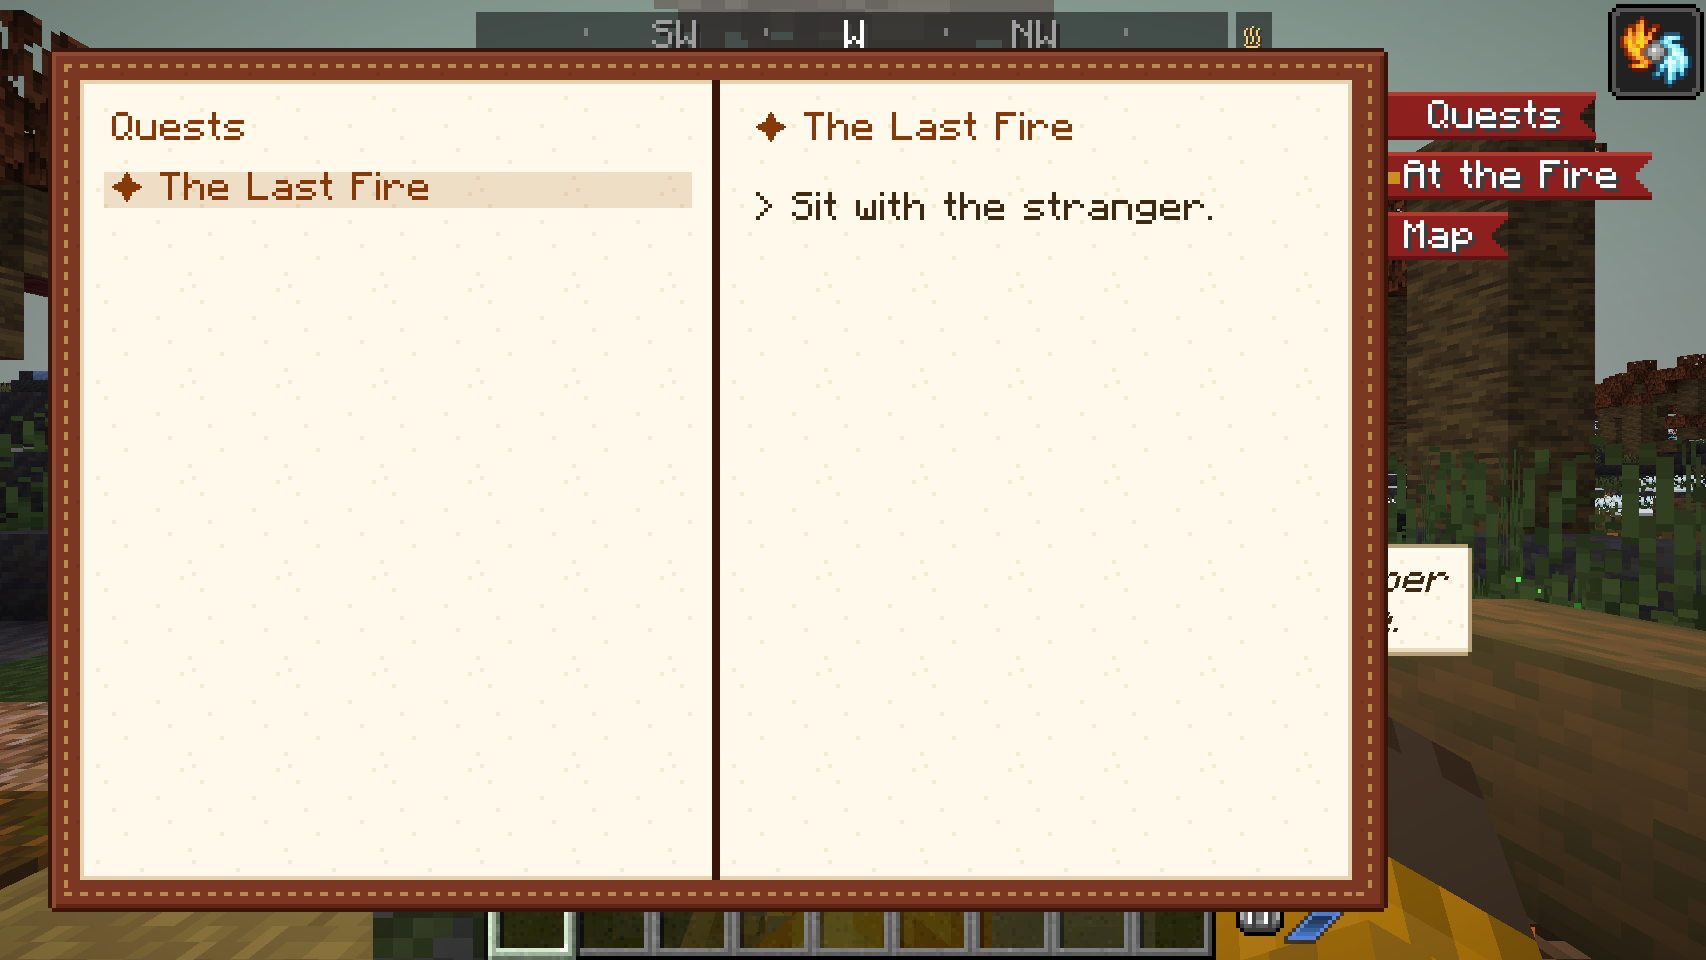 SW W NW
Quests
The Last Fire
The Last Fire
> Sit with the stranger.
Quests
At the Fire
Map